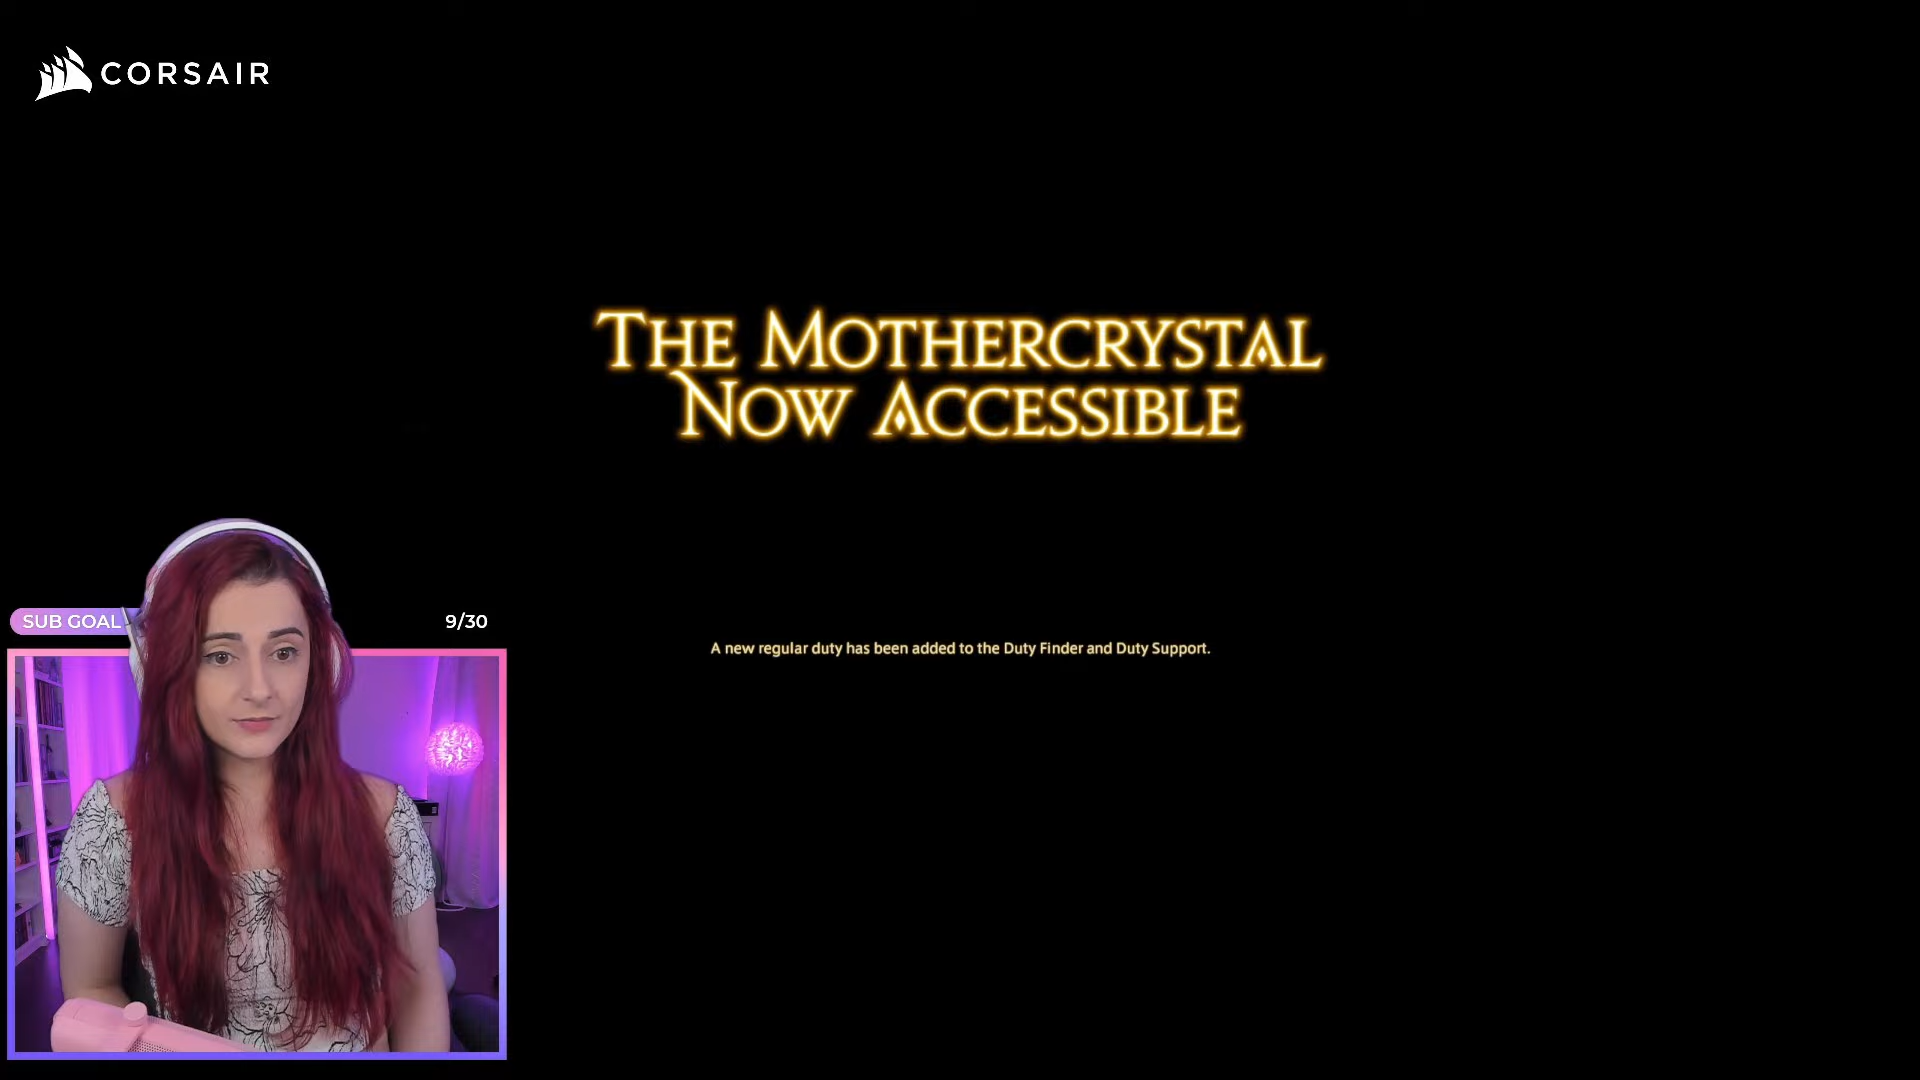 CORSAIR
THE MOTHERCRYSTAL
NOW ACCESSIBLE
SUB GOAL
9/30
A new regular duty has been added to the Duty Finder and Duty Support.